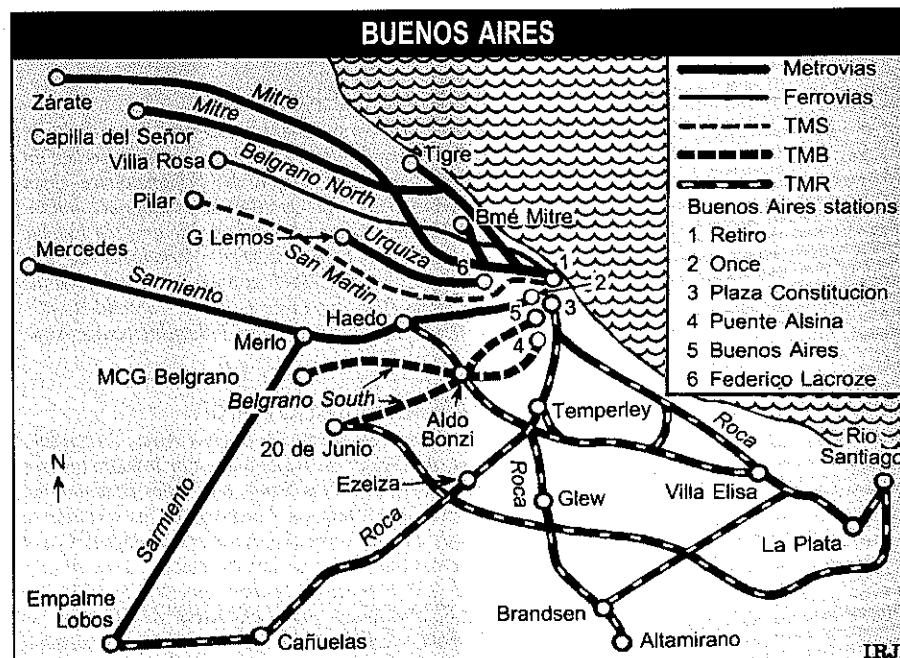 BUENOS AIRES
Metrovias
Ferrovias
TMS
TMB
TMR
Buenos Aires stations
1 Retiro
2 Once
3 Plaza Constitucion
4 Puente Alsina
5 Buenos Aires
6 Federico Lacroze
Zárate
Mitre
Mitre
Capilla del Señor
Villa Rosa
Belgrano North
Tigre
Pilar
Bmé Mitre
G Lemos
Urquiza
San Martin
Mercedes
Sarmiento
6
1
2
3
5
4
Haedo
Merlo
MCG Belgrano
Belgrano South
Aldo
Bonzi
Temperley
20 de Junio
Roca
Rio
Santiago
N
Ezeiza
Roca
Glew
Villa Elisa
Sarmiento
Roca
La Plata
Empalme
Lobos
Cañuelas
Brandsen
Altamirano
IRJ